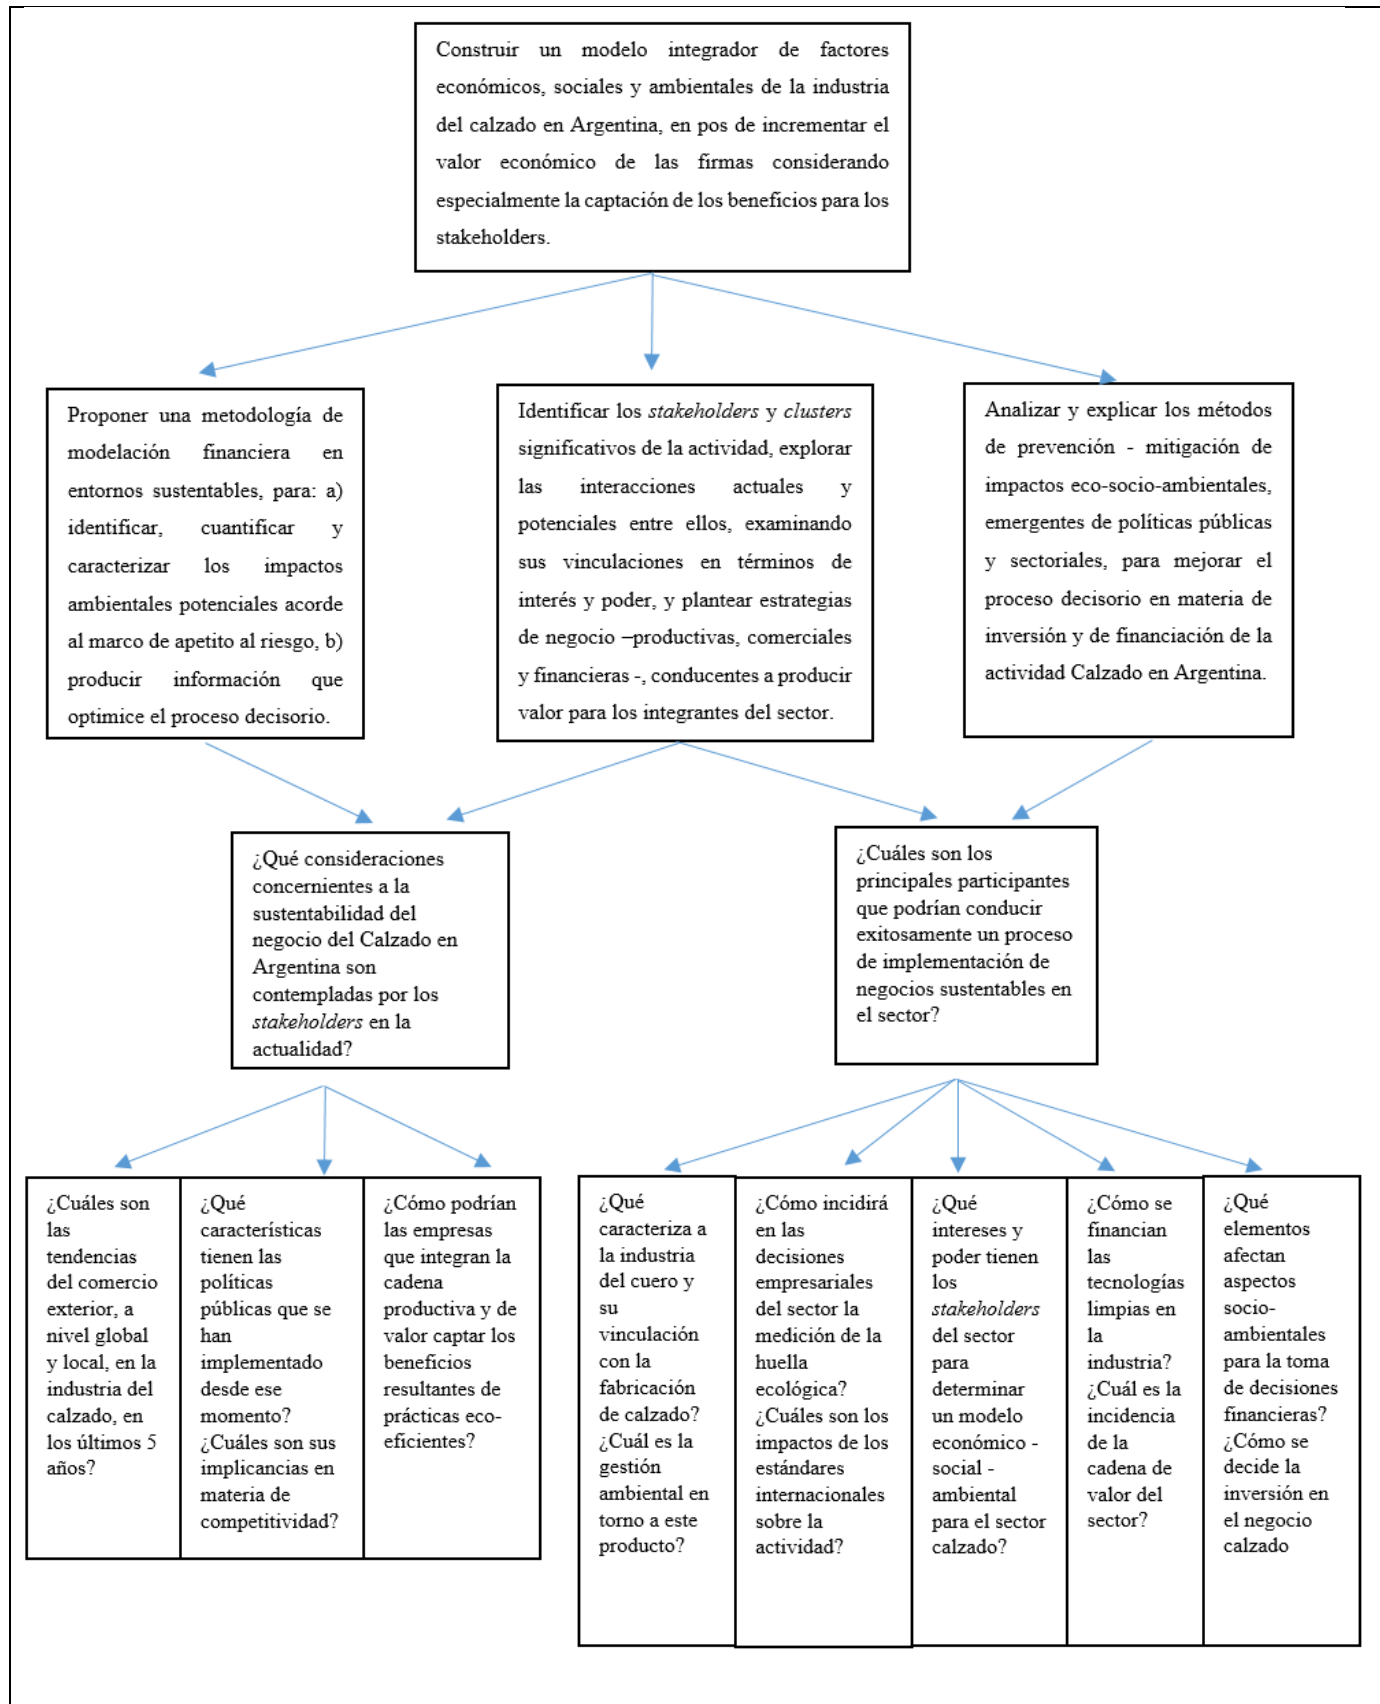 Construir un modelo integrador de factores
económicos, sociales y ambientales de la industria
del calzado en Argentina, en pos de incrementar el
valor económico de las firmas considerando
especialmente la captación de los beneficios para los
stakeholders.
Proponer una metodología de
modelación financiera en
entornos sustentables, para: a)
identificar, cuantificar y
caracterizar los impactos
ambientales potenciales acorde
al marco de apetito al riesgo, b)
producir información que
optimice el proceso decisorio.
Identificar los stakeholders y clusters
significativos de la actividad, explorar
las interacciones actuales y
potenciales entre ellos, examinando
sus vinculaciones en términos de
interés y poder, y plantear estrategias
de negocio –productivas, comerciales
y financieras -, conducentes a producir
valor para los integrantes del sector.
Analizar y explicar los métodos
de prevención - mitigación de
impactos eco-socio-ambientales,
emergentes de políticas públicas
y sectoriales, para mejorar el
proceso decisorio en materia de
inversión y de financiación de la
actividad Calzado en Argentina.
¿Qué consideraciones
concernientes a la
sustentabilidad del
negocio del Calzado en
Argentina son
contempladas por los
stakeholders en la
actualidad?
¿Cuáles son los
principales participantes
que podrían conducir
exitosamente un proceso
de implementación de
negocios sustentables en
el sector?
¿Cuáles son
las
tendencias
del comercio
exterior, a
nivel global
y local, en la
industria del
calzado, en
los últimos 5
años?
¿Qué
características
tienen las
políticas
públicas que se
han
implementado
desde ese
momento?
¿Cuáles son sus
implicancias en
materia de
competitividad?
¿Cómo podrían
las empresas
que integran la
cadena
productiva y de
valor captar los
beneficios
resultantes de
prácticas eco-
eficientes?
¿Qué
caracteriza a
la industria
del cuero y
su
vinculación
con la
fabricación
de calzado?
¿Cuál es la
gestión
ambiental en
torno a este
producto?
¿Cómo incidirá
en las
decisiones
empresariales
del sector la
medición de la
huella
ecológica?
¿Cuáles son los
impactos de los
estándares
internacionales
sobre la
actividad?
¿Qué
intereses y
poder tienen
los
stakeholders
del sector
para
determinar
un modelo
económico -
social -
ambiental
para el sector
calzado?
¿Cómo se
financian
las
tecnologías
limpias en
la
industria?
¿Cuál es la
incidencia
de la
cadena de
valor del
sector?
¿Qué
elementos
afectan
aspectos
socio-
ambientales
para la toma
de decisiones
financieras?
¿Cómo se
decide la
inversión en
el negocio
calzado